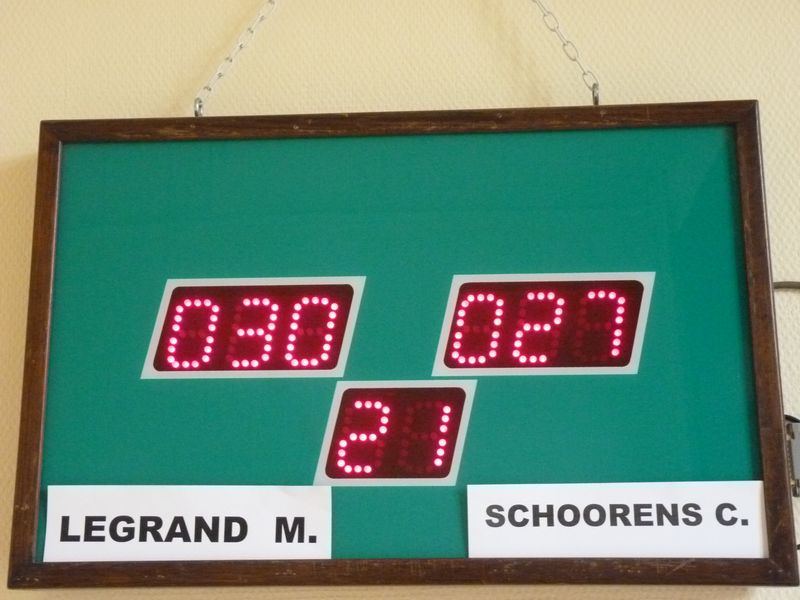 030 027
21
LEGRAND M. SCHOORENS C.